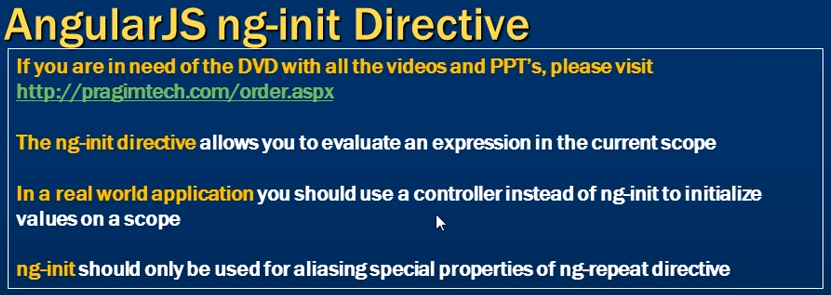 AngularJS ng-init Directive
If you are in need of the DVD with all the videos and PPT's, please visit
http://pragimtech.com/order.aspx
The ng-init directive allows you to evaluate an expression in the current scope
In a real world application you should use a controller instead of ng-init to initialize
values on a scope
ng-init should only be used for aliasing special properties of ng-repeat directive